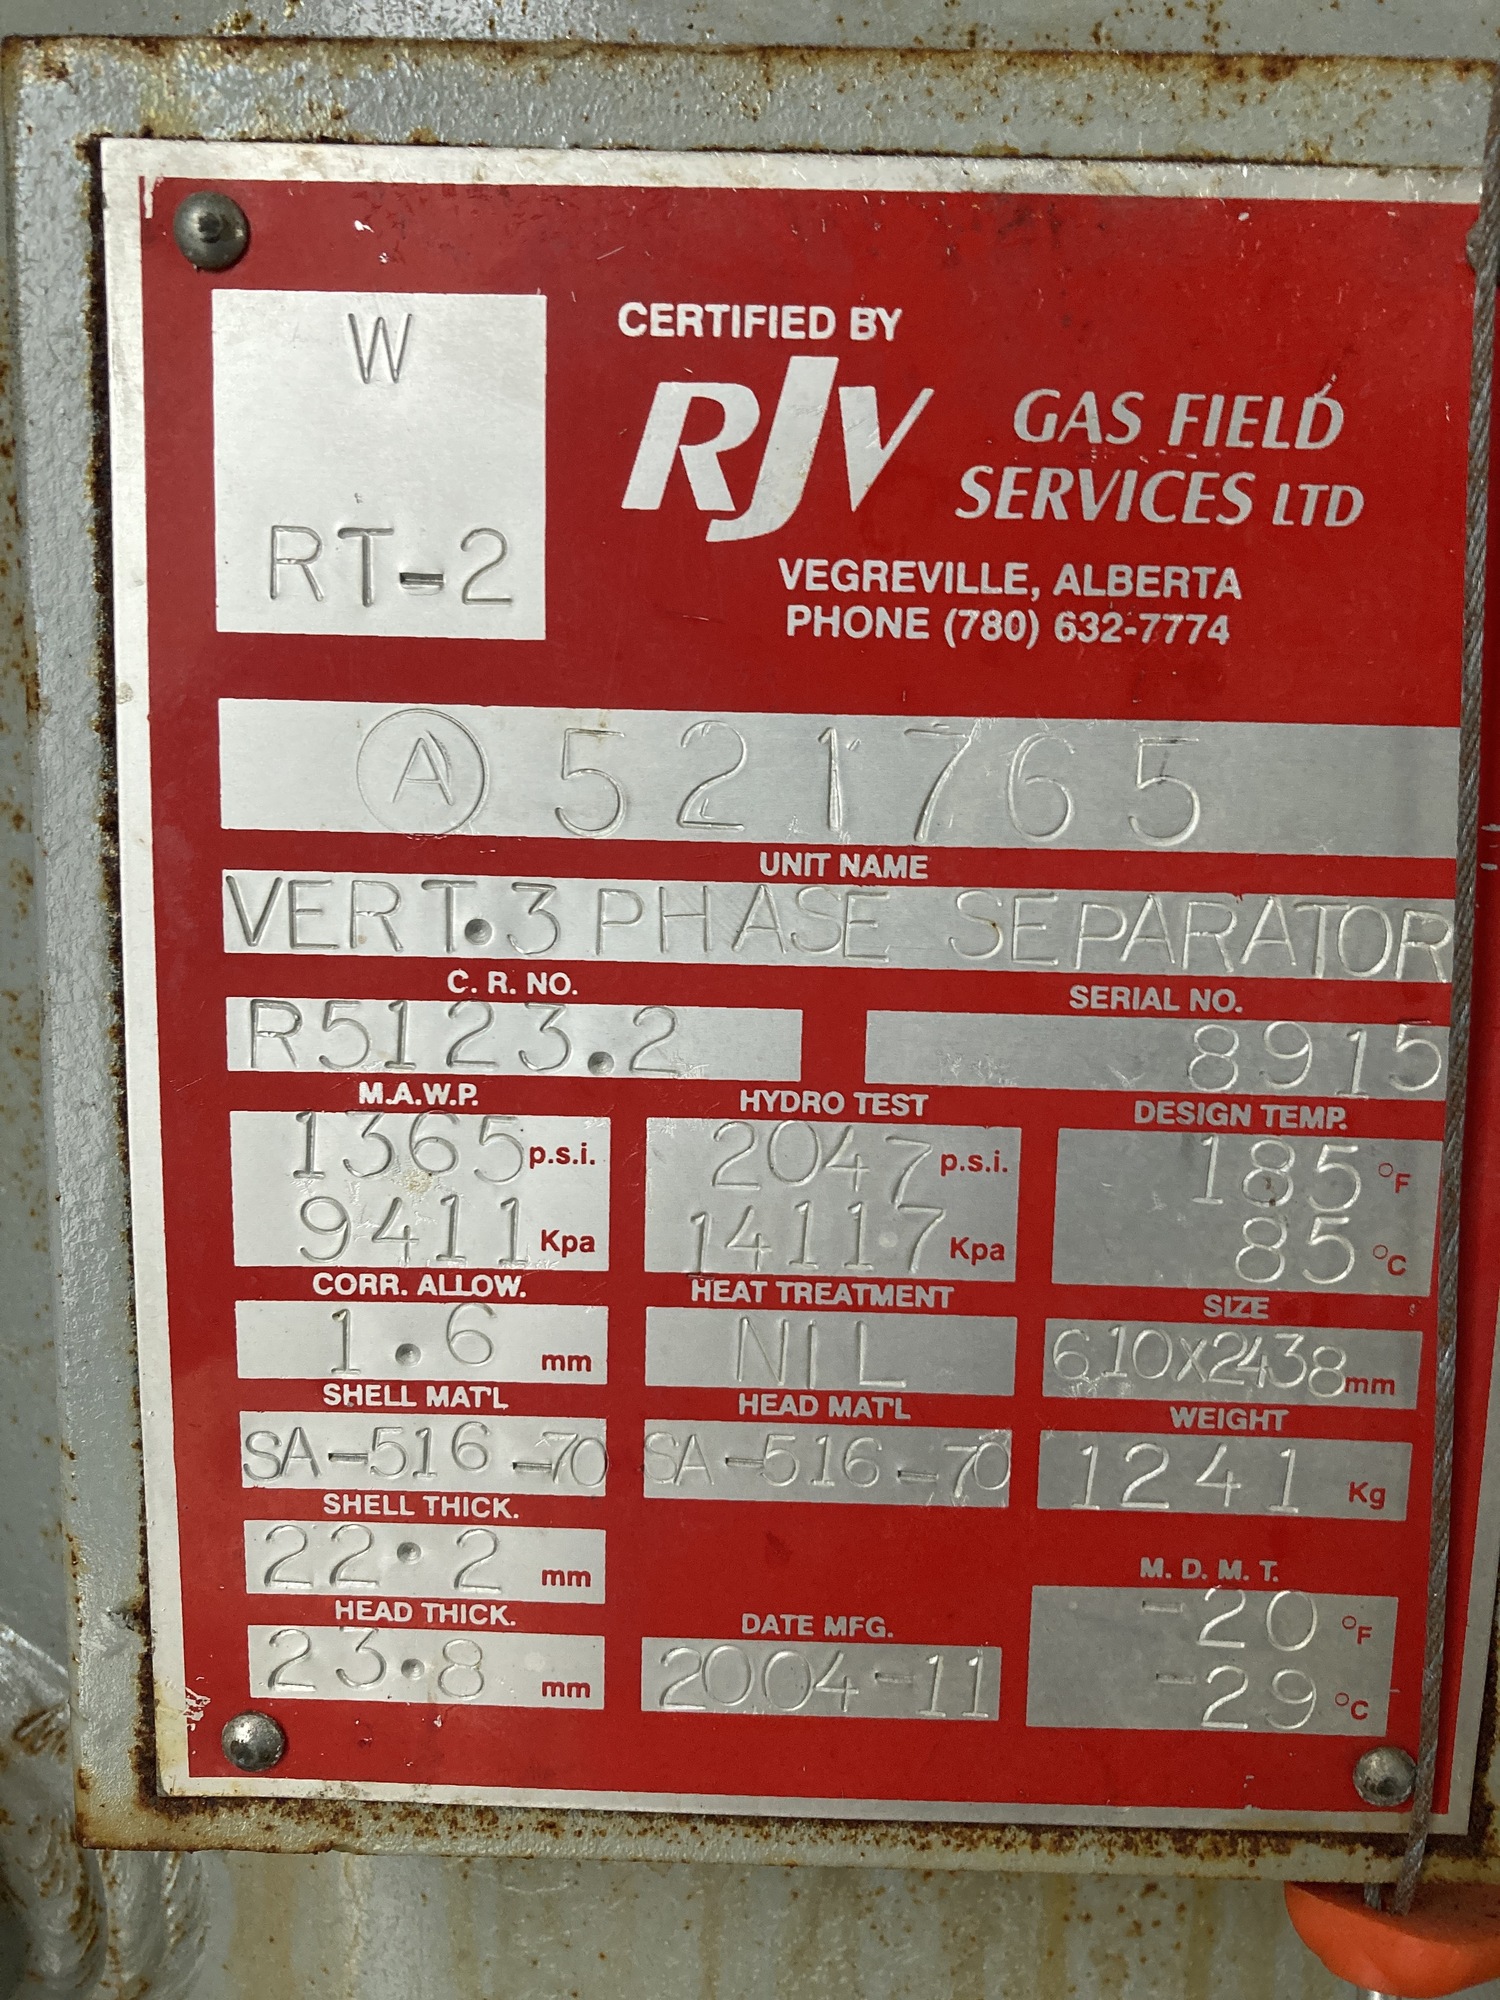 W
RT-2
CERTIFIED BY
RJV GAS FIELD
SERVICES LTD
VEGREVILLE, ALBERTA
PHONE (780) 632-7774
Ⓐ 521765
UNIT NAME
VERT.3 PHASE SEPARATOR
C. R. NO. SERIAL NO.
R5123.2 8915
M.A.W.P. HYDRO TEST DESIGN TEMP.
1365 p.s.i. 2047 p.s.i. 185 °F
9411 Kpa 14117 Kpa 85 °C
CORR. ALLOW. HEAT TREATMENT SIZE
1.6 mm NIL 610x2438 mm
SHELL MAT'L HEAD MAT'L WEIGHT
SA-516-70 SA-516-70 1241 Kg
SHELL THICK.
22.2 mm
M. D. M. T.
HEAD THICK. DATE MFG. -20 °F
23.8 mm 2004-11 -29 °C